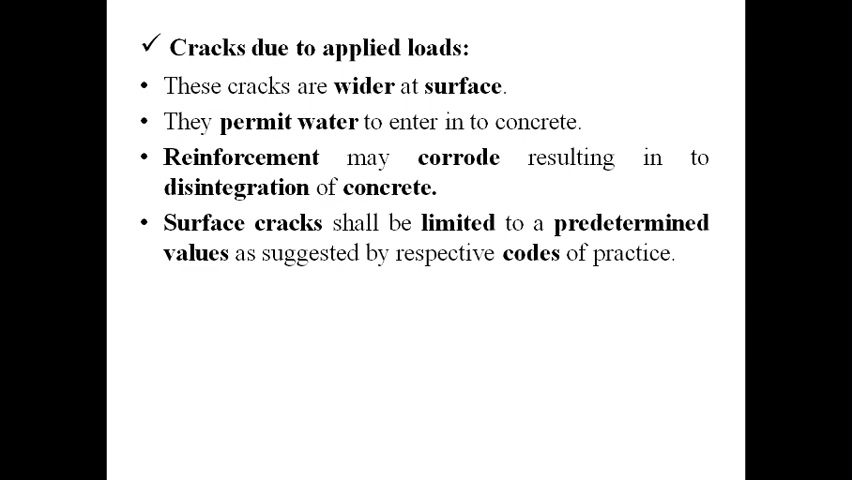 ✓ Cracks due to applied loads:
• These cracks are wider at surface.
• They permit water to enter in to concrete.
• Reinforcement may corrode resulting in to
disintegration of concrete.
• Surface cracks shall be limited to a predetermined
values as suggested by respective codes of practice.